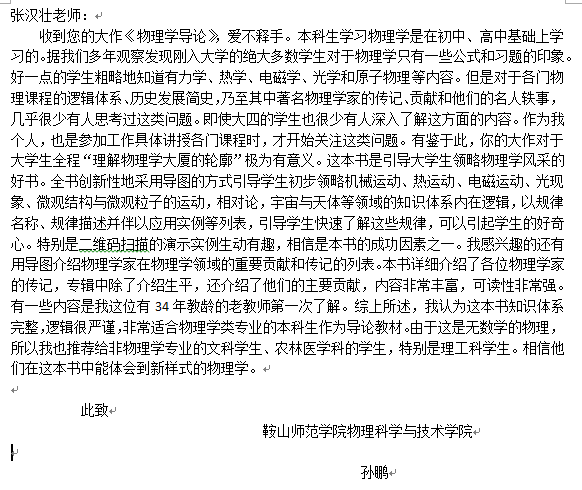 张汉壮老师：
收到您的大作《物理学导论》，爱不释手。本科生学习物理学是在初中、高中基础上学
习的。据我们多年观察发现刚入大学的绝大多数学生对于物理学只有一些公式和习题的印象。
好一点的学生粗略地知道有力学、热学、电磁学、光学和原子物理等内容。但是对于各门物
理课程的逻辑体系、历史发展简史，乃至其中著名物理学家的传记、贡献和他们的名人轶事，
几乎很少有人思考过这类问题。即使大四的学生也很少有人深入了解这方面的内容。作为我
个人，也是参加工作具体讲授各门课程时，才开始关注这类问题。有鉴于此，你的大作对于
大学生全程“理解物理学大厦的轮廓”极为有意义。这本书是引导大学生领略物理学风采的
好书。全书创新性地采用导图的方式引导学生初步领略机械运动、热运动、电磁运动、光现
象、微观结构与微观粒子的运动，相对论，宇宙与天体等领域的知识体系内在逻辑，以规律
名称、规律描述并伴以应用实例等列表，引导学生快速了解这些规律，可以引起学生的好奇
心。特别是二维码扫描的演示实例生动有趣，相信是本书的成功因素之一。我感兴趣的还有
用导图介绍物理学家在物理学领域的重要贡献和传记的列表。本书详细介绍了各位物理学家
的传记，专辑中除了介绍生平，还介绍了他们的主要贡献，内容非常丰富，可读性非常强。
有一些内容是我这位有 34 年教龄的老教师第一次了解。综上所述，我认为这本书知识体系
完整，逻辑很严谨，非常适合物理学类专业的本科生作为导论教材。由于这是无数学的物理，
所以我也推荐给非物理学专业的文科学生、农林医学科的学生，特别是理工科学生。相信他
们在这本书中能体会到新样式的物理学。
此致
鞍山师范学院物理科学与技术学院
孙鹏